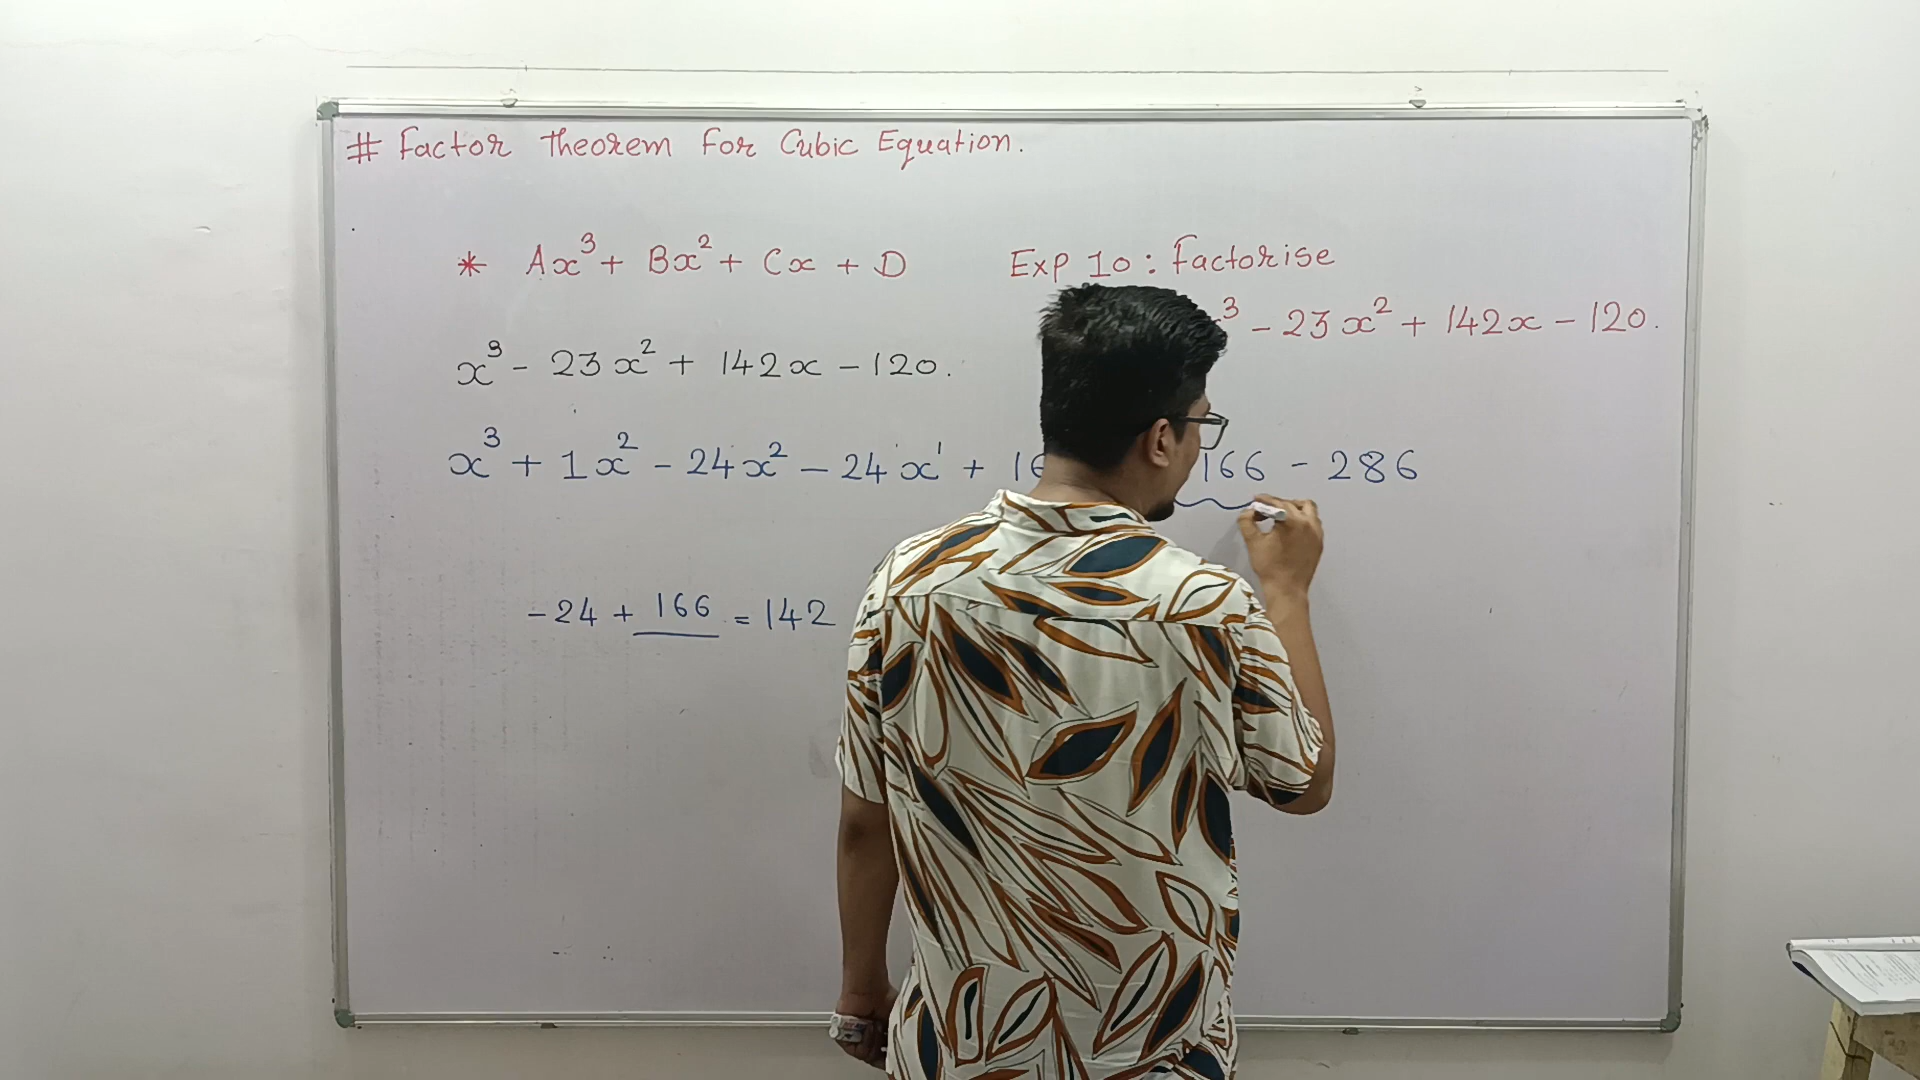 # Factor Theorem For Cubic Equation.
* Ax³ + Bx² + Cx + D
Exp 10 : Factorise
³ - 23x² + 142x - 120.
x³ - 23x² + 142x - 120.
x³ + 1x² - 24x² - 24x¹ + 16 166 - 286
-24 + 166 = 142